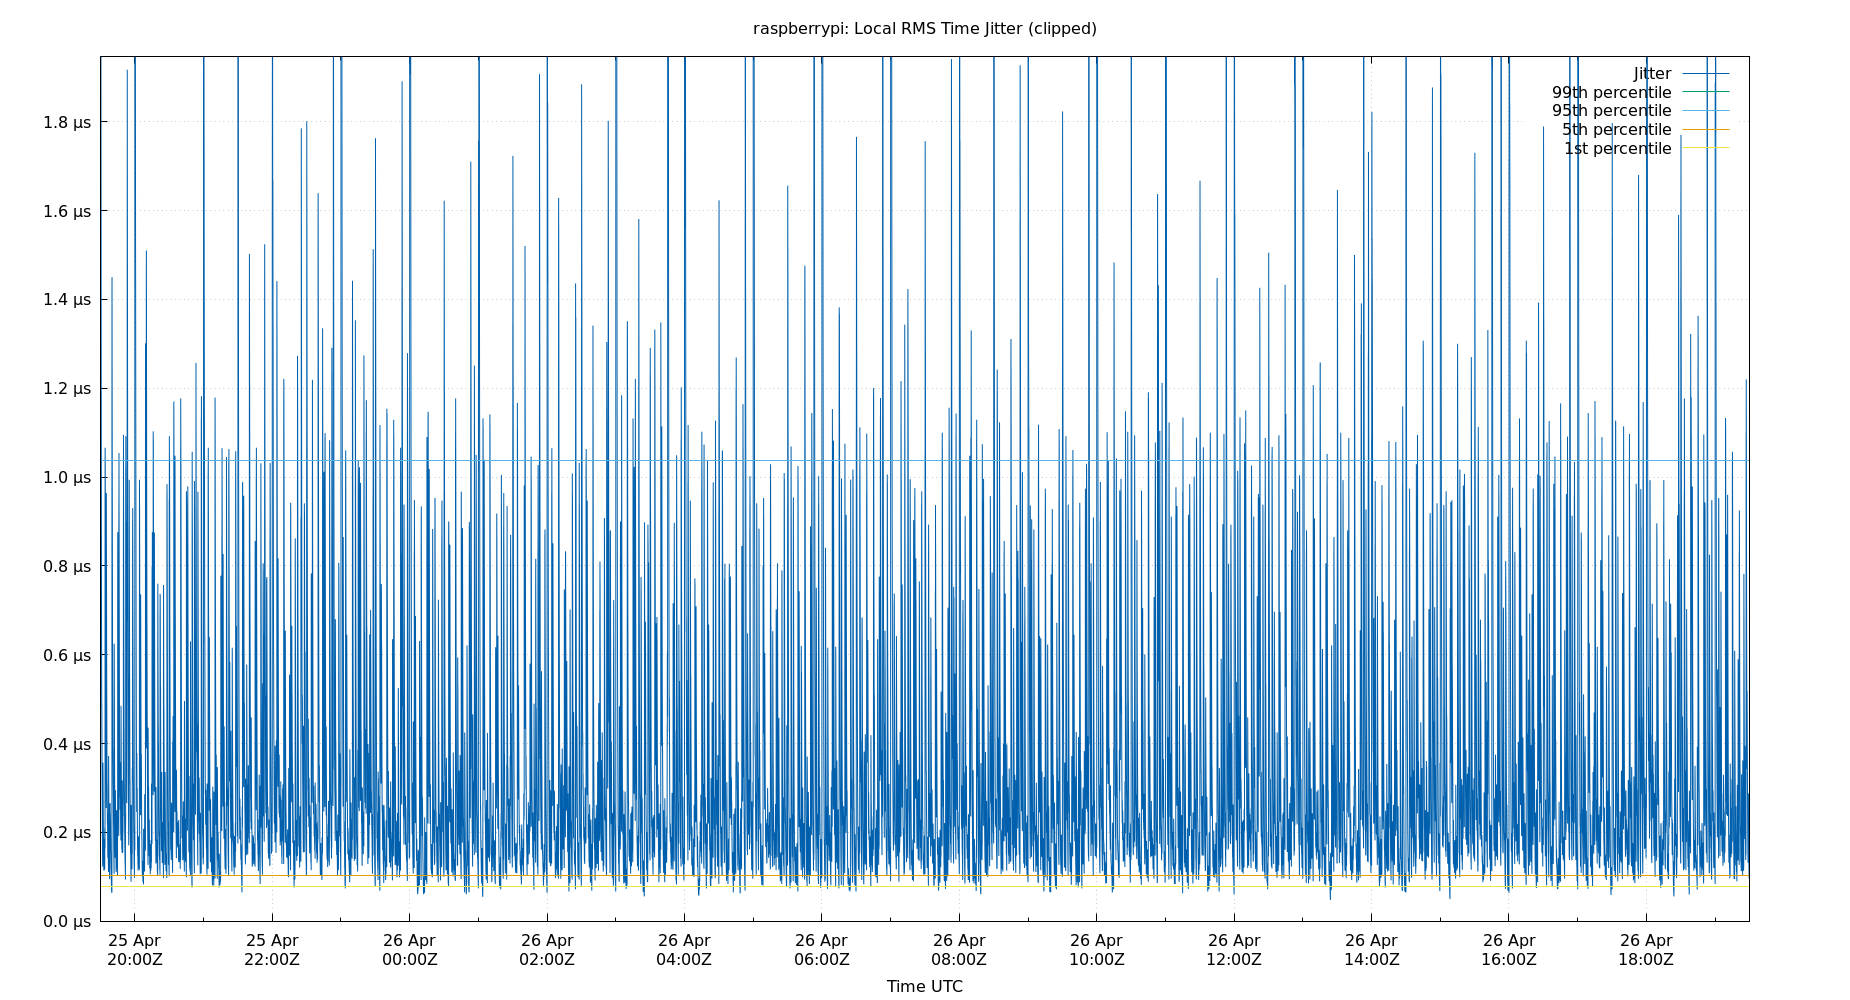 raspberrypi: Local RMS Time Jitter (clipped)
Jitter
99th percentile
95th percentile
5th percentile
1st percentile
1.8 µs
1.6 µs
1.4 µs
1.2 µs
1.0 µs
0.8 µs
0.6 µs
0.4 µs
0.2 µs
0.0 µs
25 Apr 25 Apr 26 Apr 26 Apr 26 Apr 26 Apr 26 Apr 26 Apr 26 Apr 26 Apr 26 Apr 26 Apr
20:00Z 22:00Z 00:00Z 02:00Z 04:00Z 06:00Z 08:00Z 10:00Z 12:00Z 14:00Z 16:00Z 18:00Z
Time UTC